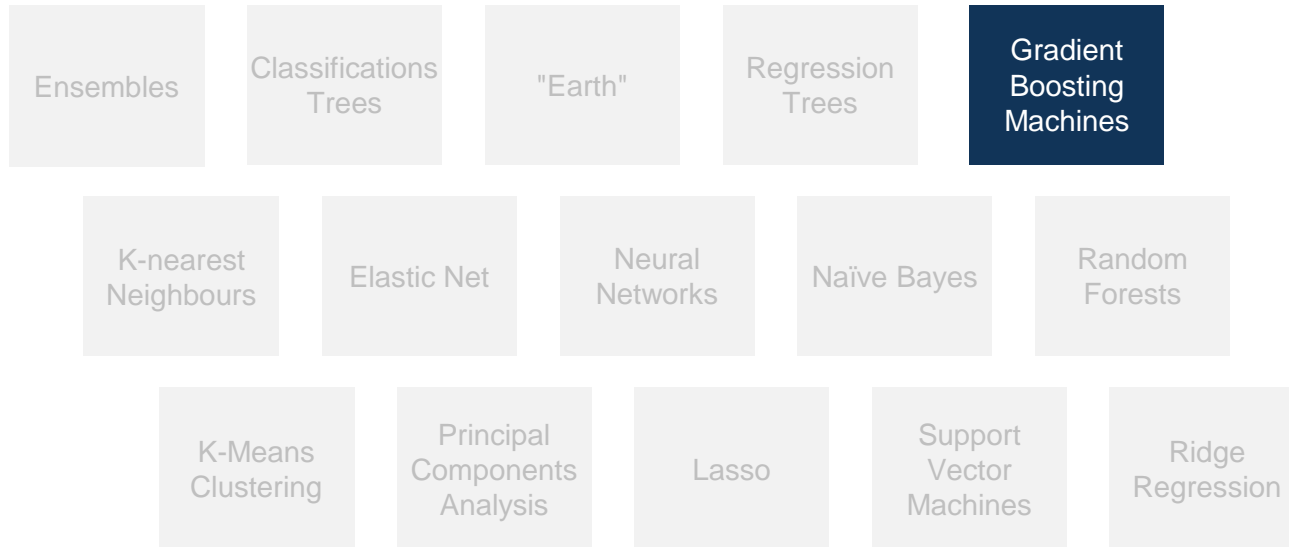 Ensembles
Classifications
Trees
"Earth"
Regression
Trees
Gradient
Boosting
Machines
K-nearest
Neighbours
Elastic Net
Neural
Networks
Naïve Bayes
Random
Forests
K-Means
Clustering
Principal
Components
Analysis
Lasso
Support
Vector
Machines
Ridge
Regression